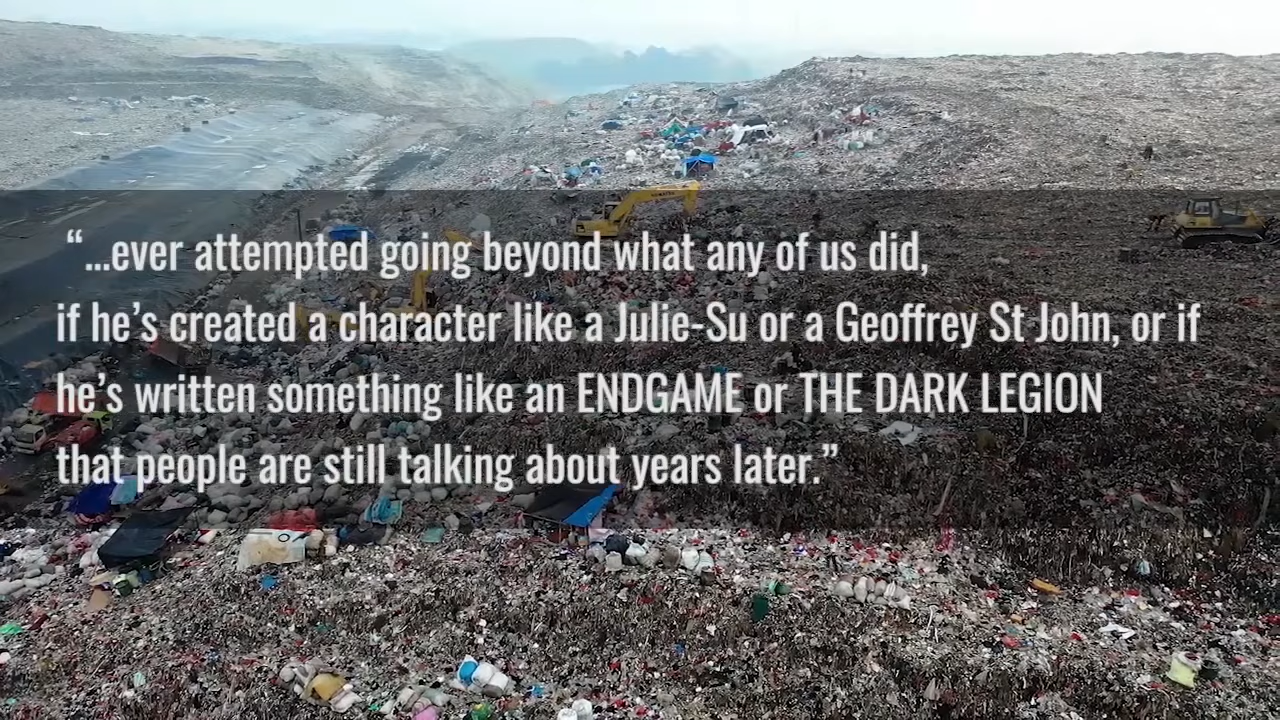 “...ever attempted going beyond what any of us did,
if he’s created a character like a Julie-Su or a Geoffrey St John, or if
he’s written something like an ENDGAME or THE DARK LEGION
that people are still talking about years later.”